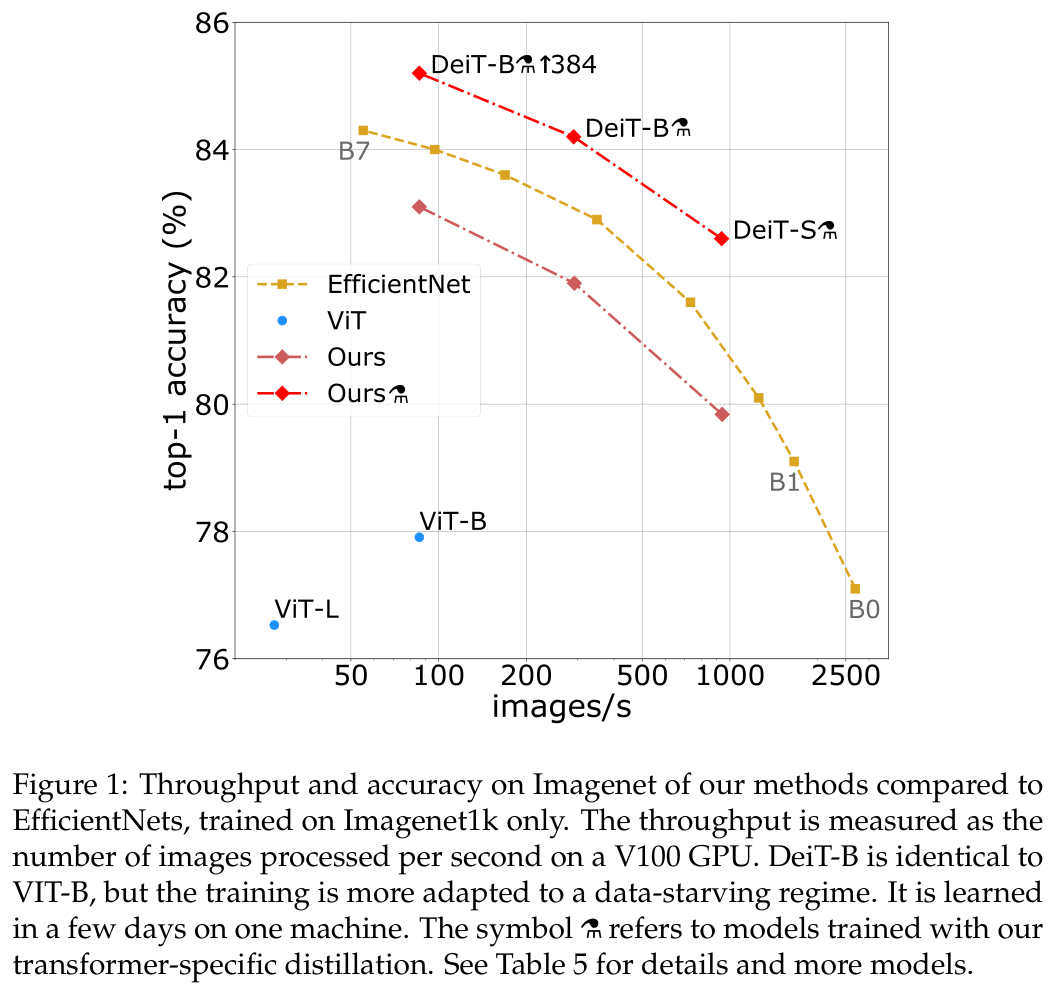 86
84
82
80
78
76
top-1 accuracy (%)
DeiT-B⚗↑384
DeiT-B⚗
DeiT-S⚗
B7
EfficientNet
ViT
Ours
Ours⚗
B1
ViT-B
ViT-L
B0
50 100 200 500 1000 2500
images/s
Figure 1: Throughput and accuracy on Imagenet of our methods compared to
EfficientNets, trained on Imagenet1k only. The throughput is measured as the
number of images processed per second on a V100 GPU. DeiT-B is identical to
VIT-B, but the training is more adapted to a data-starving regime. It is learned
in a few days on one machine. The symbol ⚗ refers to models trained with our
transformer-specific distillation. See Table 5 for details and more models.